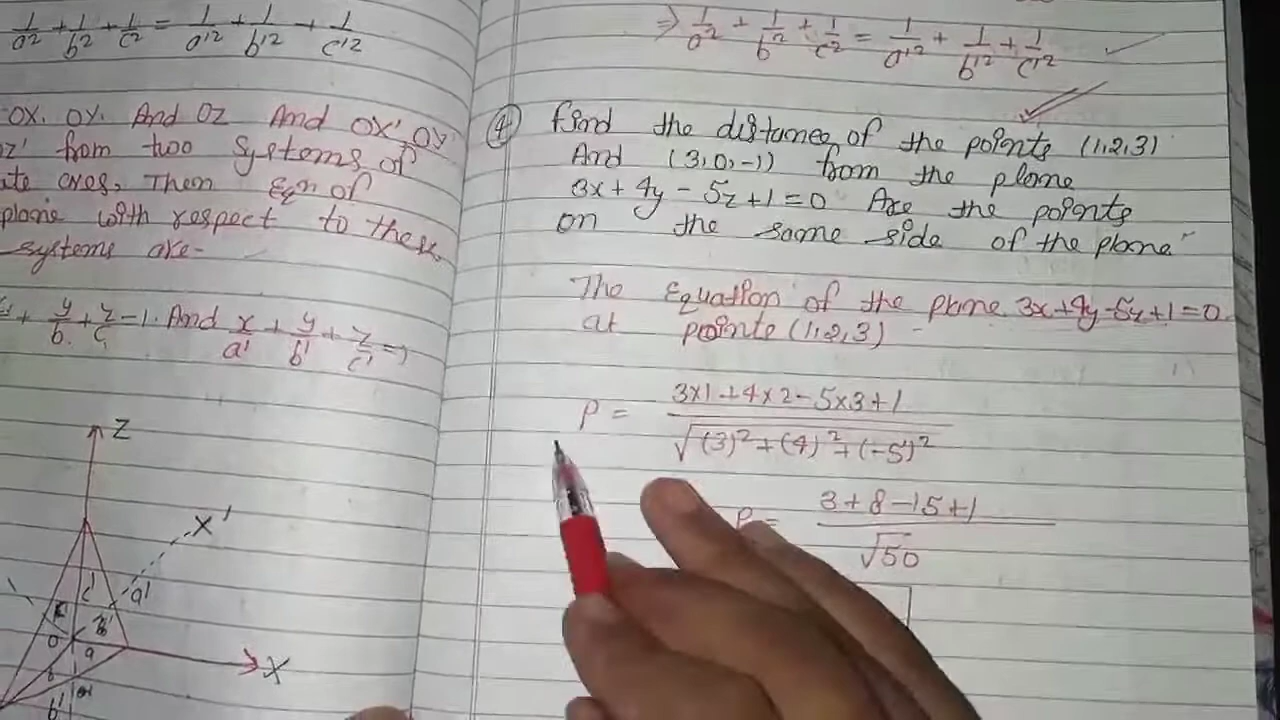 1/a² + 1/b² + 1/c² = 1/a'² + 1/b'² + 1/c'²
OX. OY. And OZ And OX', OY'
OZ' from two Systems of
ate axes, Then Eqn of
plane with respect to these
systems are-
+ y/b + z/c = 1. And x/a' + y/b' + z/c' = 1
Z
X'
c'
a'
O
a
X
b'
⇒ 1/a² + 1/b² + 1/c² = 1/a'² + 1/b'² + 1/c'²
④ Find the distance of the points (1,2,3)
And (3,0,-1) from the plane
3x+4y-5z+1=0 Are the points
on the same side of the plane"
The Equation of the plane 3x+4y-5z+1=0
at pointe (1,2,3)
P = 3×1+4×2-5×3+1 / √(3)²+(4)²+(-5)²
P = 3+8-15+1 / √50